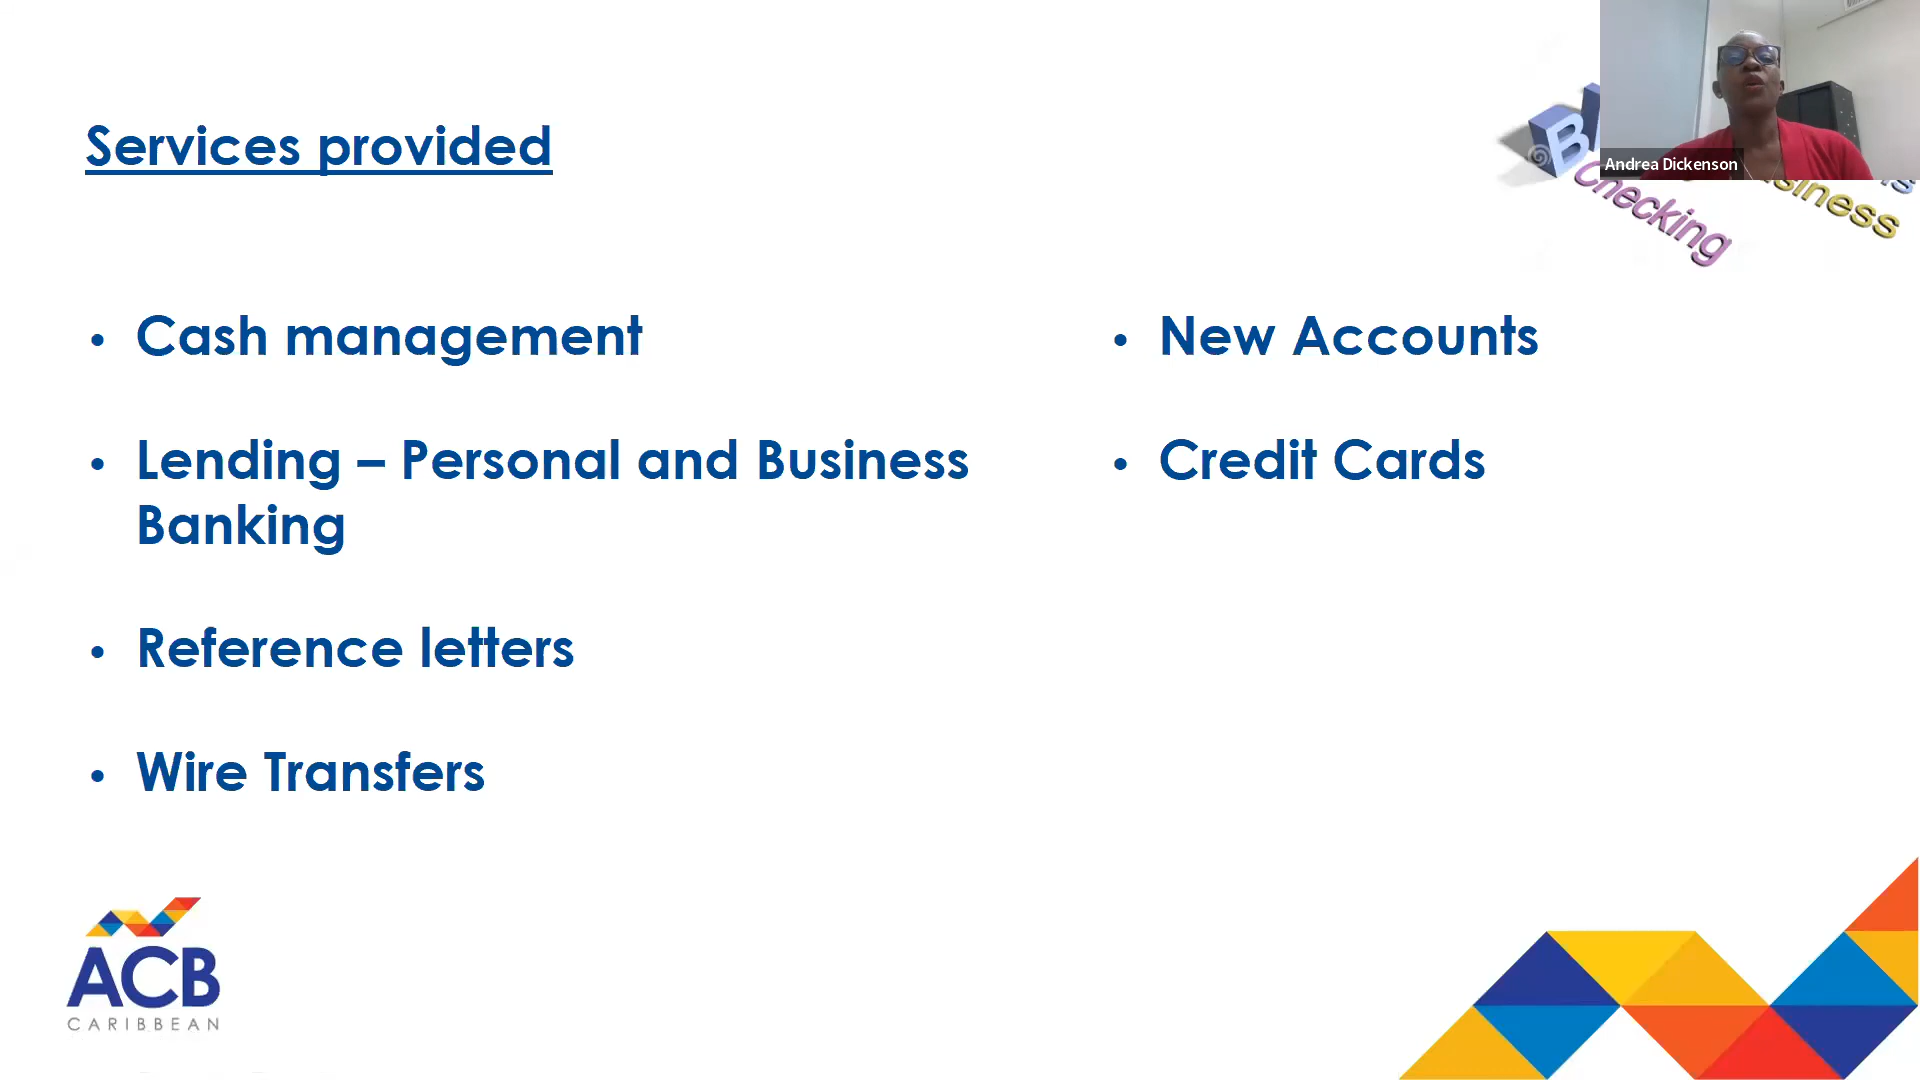 Services provided
• Cash management
• Lending – Personal and Business
Banking
• Reference letters
• Wire Transfers
• New Accounts
• Credit Cards
Andrea Dickenson
Checking
ACB
CARIBBEAN